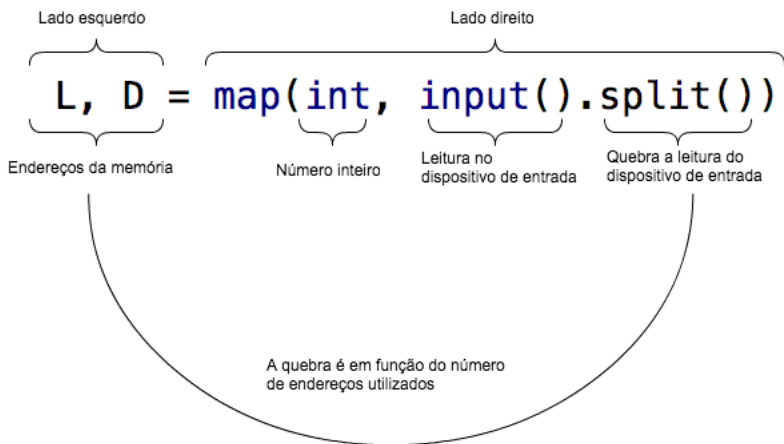 Lado esquerdo
Lado direito
L, D = map(int, input().split())
Endereços da memória
Número inteiro
Leitura no
dispositivo de entrada
Quebra a leitura do
dispositivo de entrada
A quebra é em função do número
de endereços utilizados